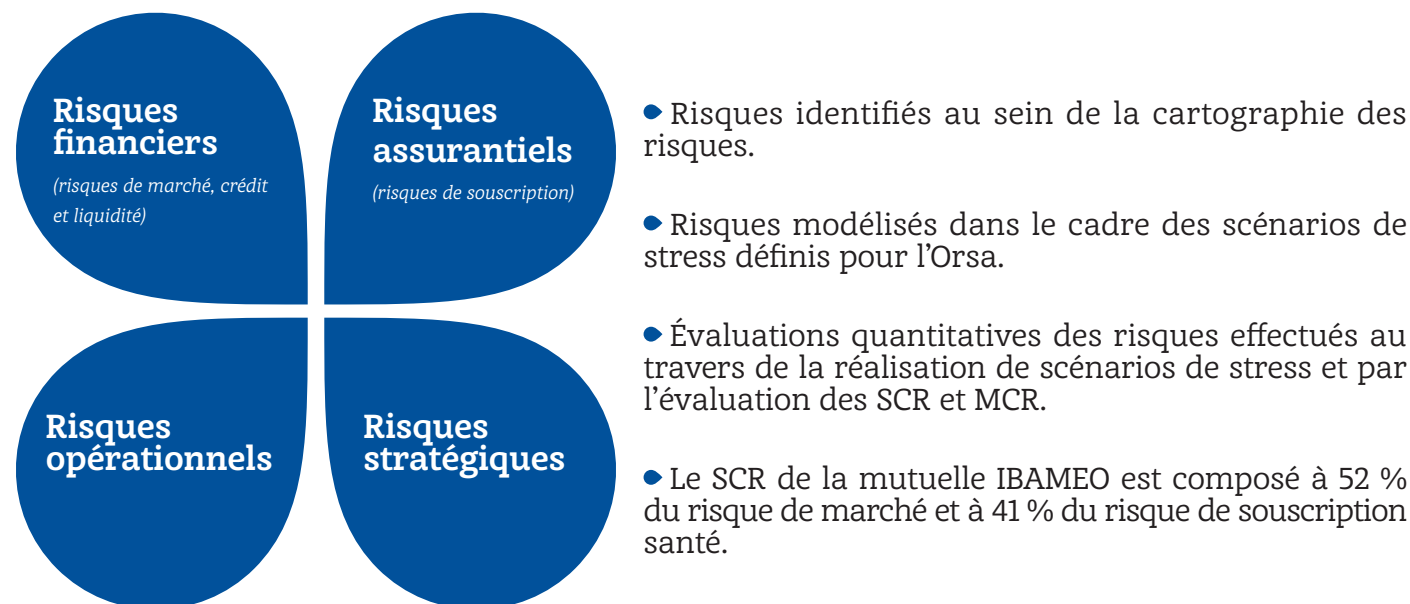 Risques
financiers
(risques de marché, crédit
et liquidité)
Risques
assurantiels
(risques de souscription)
Risques
opérationnels
Risques
stratégiques
Risques identifiés au sein de la cartographie des
risques.
Risques modélisés dans le cadre des scénarios de
stress définis pour l’Orsa.
Évaluations quantitatives des risques effectués au
travers de la réalisation de scénarios de stress et par
l’évaluation des SCR et MCR.
Le SCR de la mutuelle IBAMEO est composé à 52 %
du risque de marché et à 41 % du risque de souscription
santé.